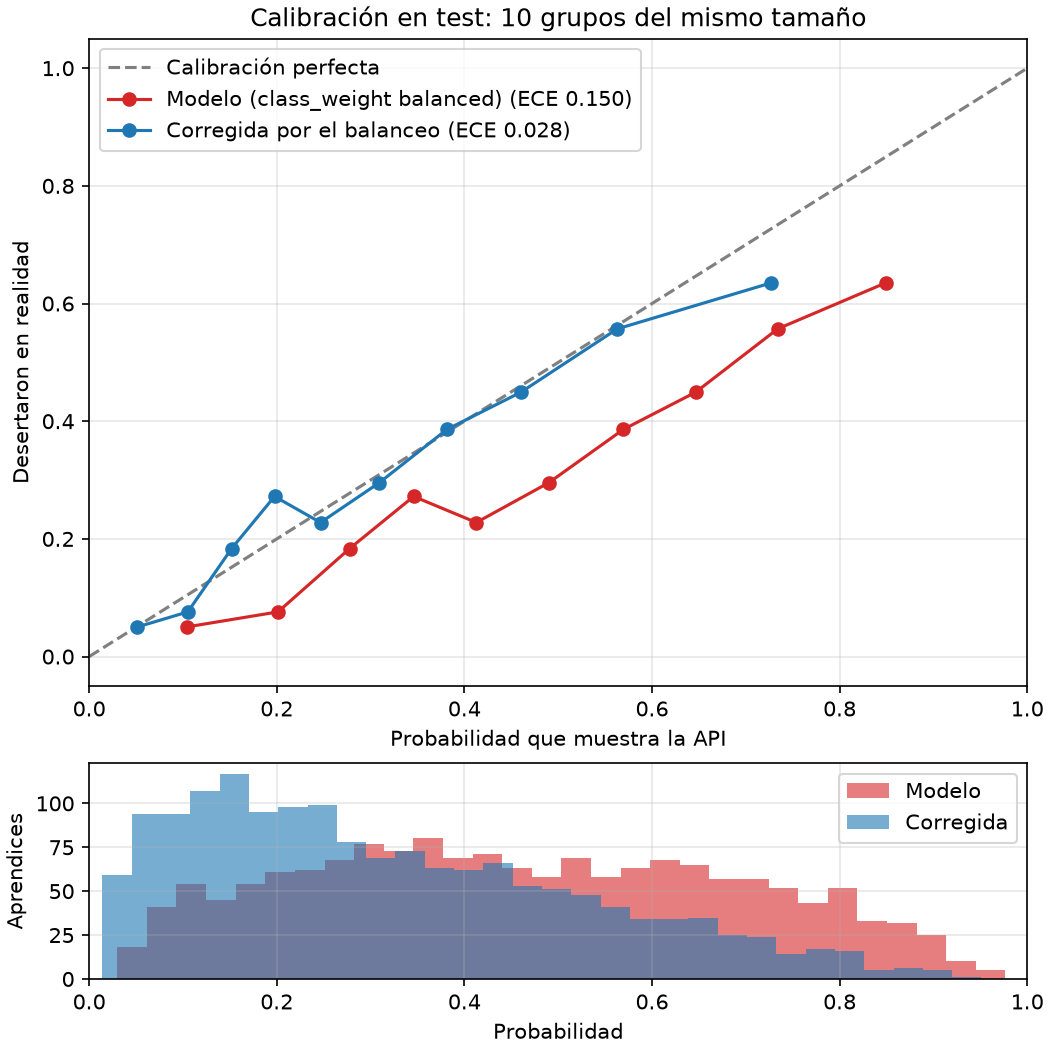 Calibración en test: 10 grupos del mismo tamaño
Calibración perfecta
Modelo (class_weight balanced) (ECE 0.150)
Corregida por el balanceo (ECE 0.028)
Desertaron en realidad
1.0
0.8
0.6
0.4
0.2
0.0
0.0 0.2 0.4 0.6 0.8 1.0
Probabilidad que muestra la API
Modelo
Corregida
Aprendices
100
75
50
25
0
0.0 0.2 0.4 0.6 0.8 1.0
Probabilidad